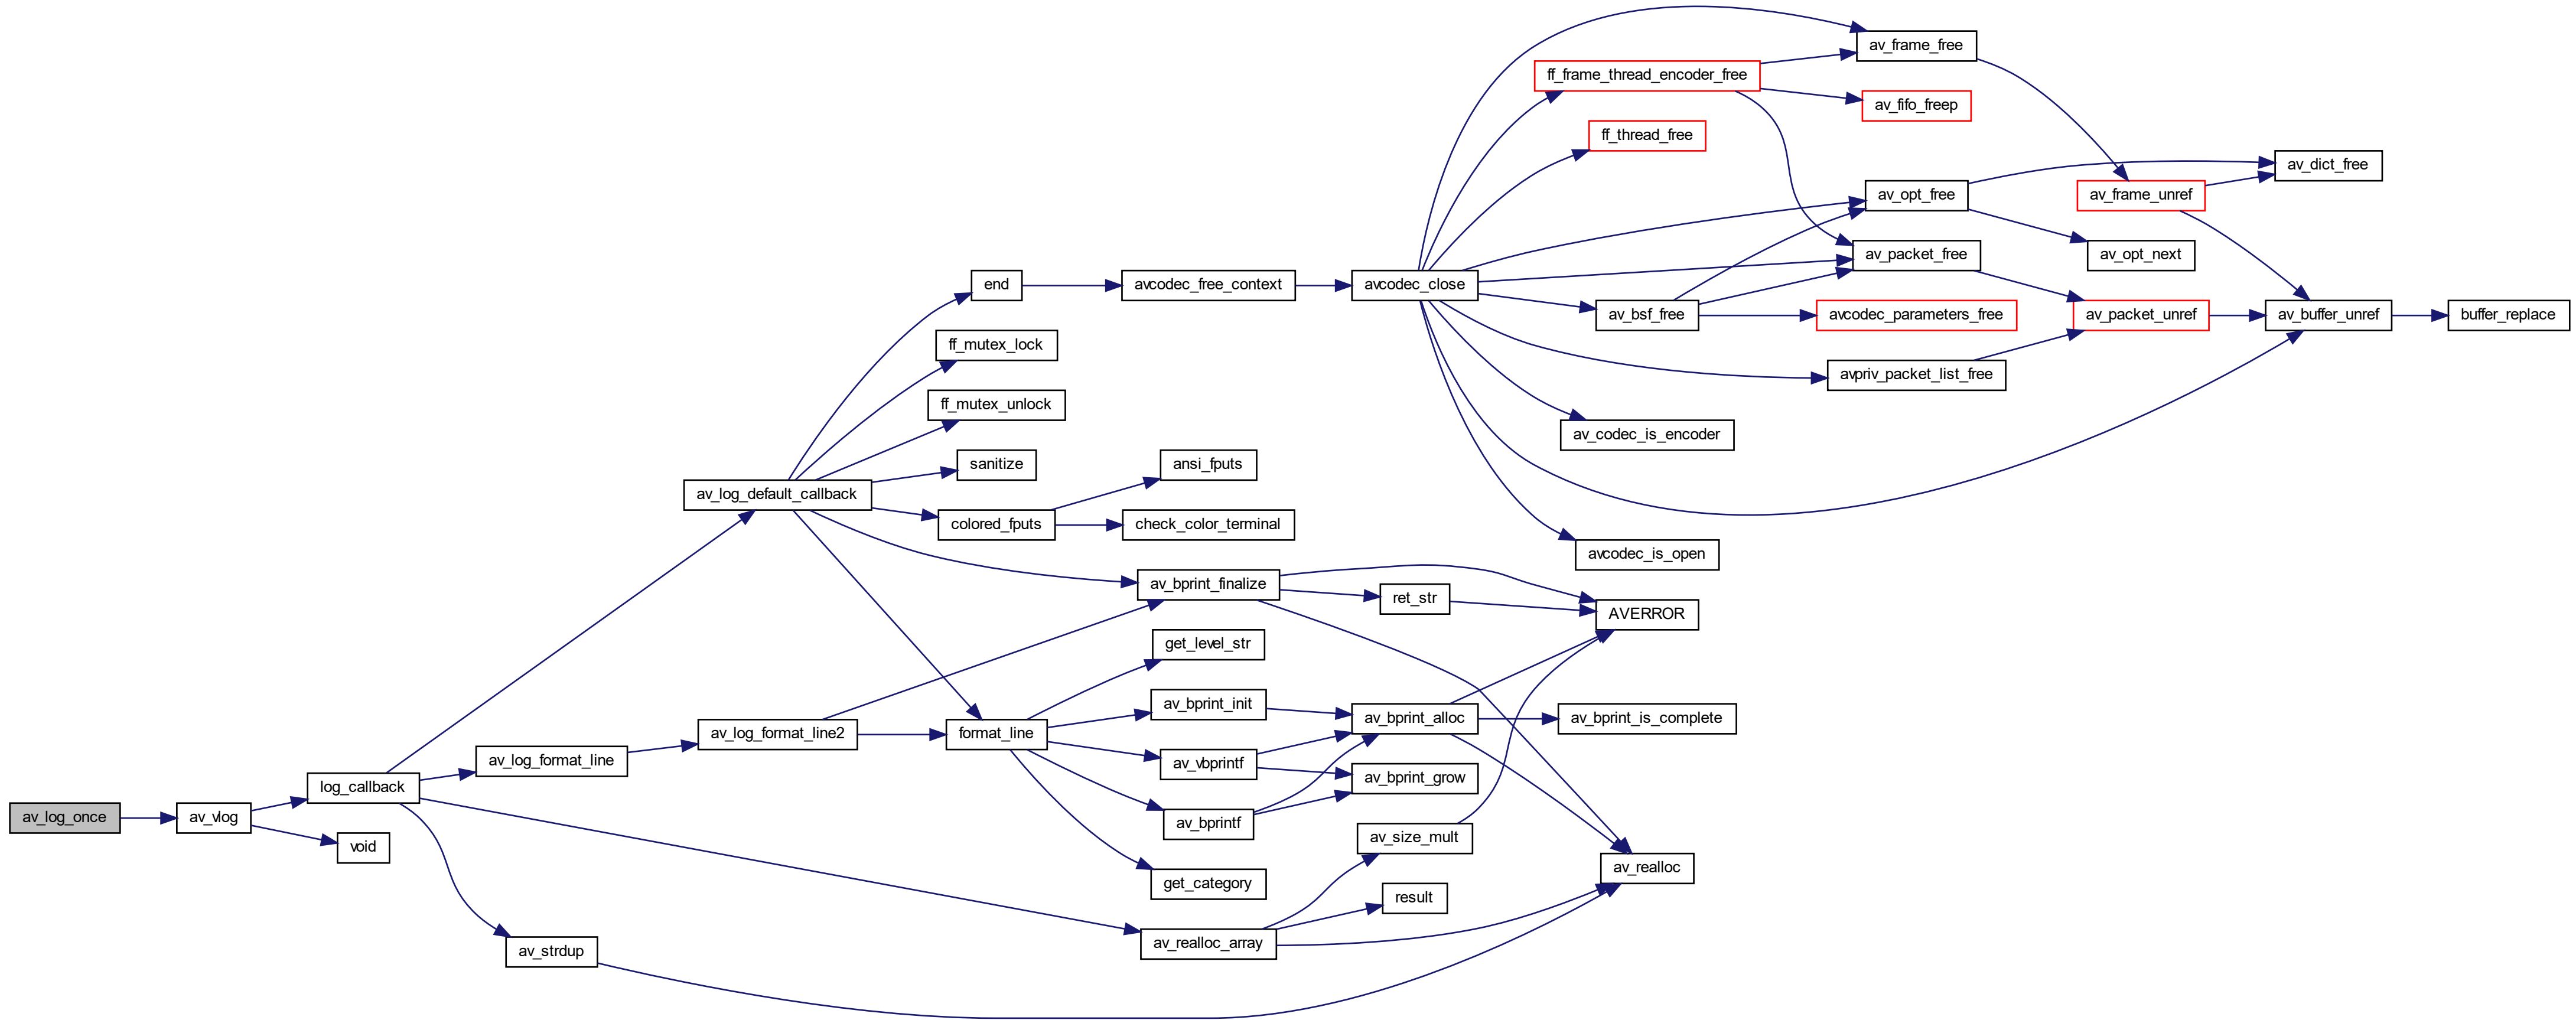 av_frame_free
ff_frame_thread_encoder_free
av_fifo_freep
ff_thread_free
av_dict_free
av_opt_free
av_frame_unref
av_packet_free
av_opt_next
end
avcodec_free_context
avcodec_close
av_bsf_free
avcodec_parameters_free
av_packet_unref
av_buffer_unref
buffer_replace
ff_mutex_lock
avpriv_packet_list_free
ff_mutex_unlock
av_codec_is_encoder
sanitize
ansi_fputs
av_log_default_callback
colored_fputs
check_color_terminal
avcodec_is_open
av_bprint_finalize
ret_str
AVERROR
get_level_str
av_bprint_init
av_bprint_alloc
av_bprint_is_complete
av_log_format_line2
format_line
av_log_format_line
av_vbprintf
av_bprint_grow
log_callback
av_log_once
av_vlog
av_bprintf
void
av_size_mult
av_realloc
get_category
result
av_strdup
av_realloc_array